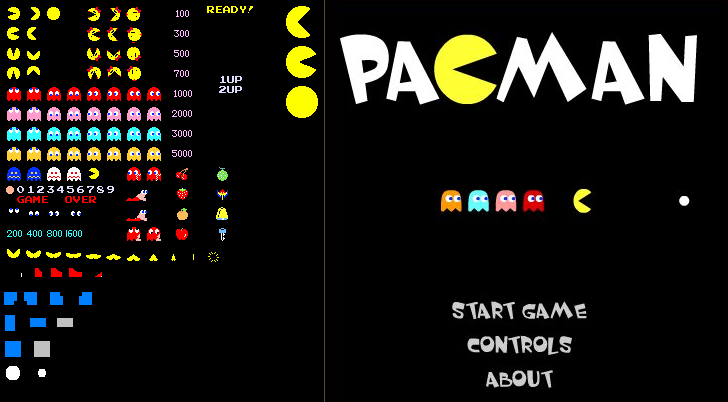 READY!
100
300
500
700
1UP
2UP
1000
2000
3000
5000
0123456789
GAME OVER
200 400 800 1600
PACMAN
START GAME
CONTROLS
ABOUT